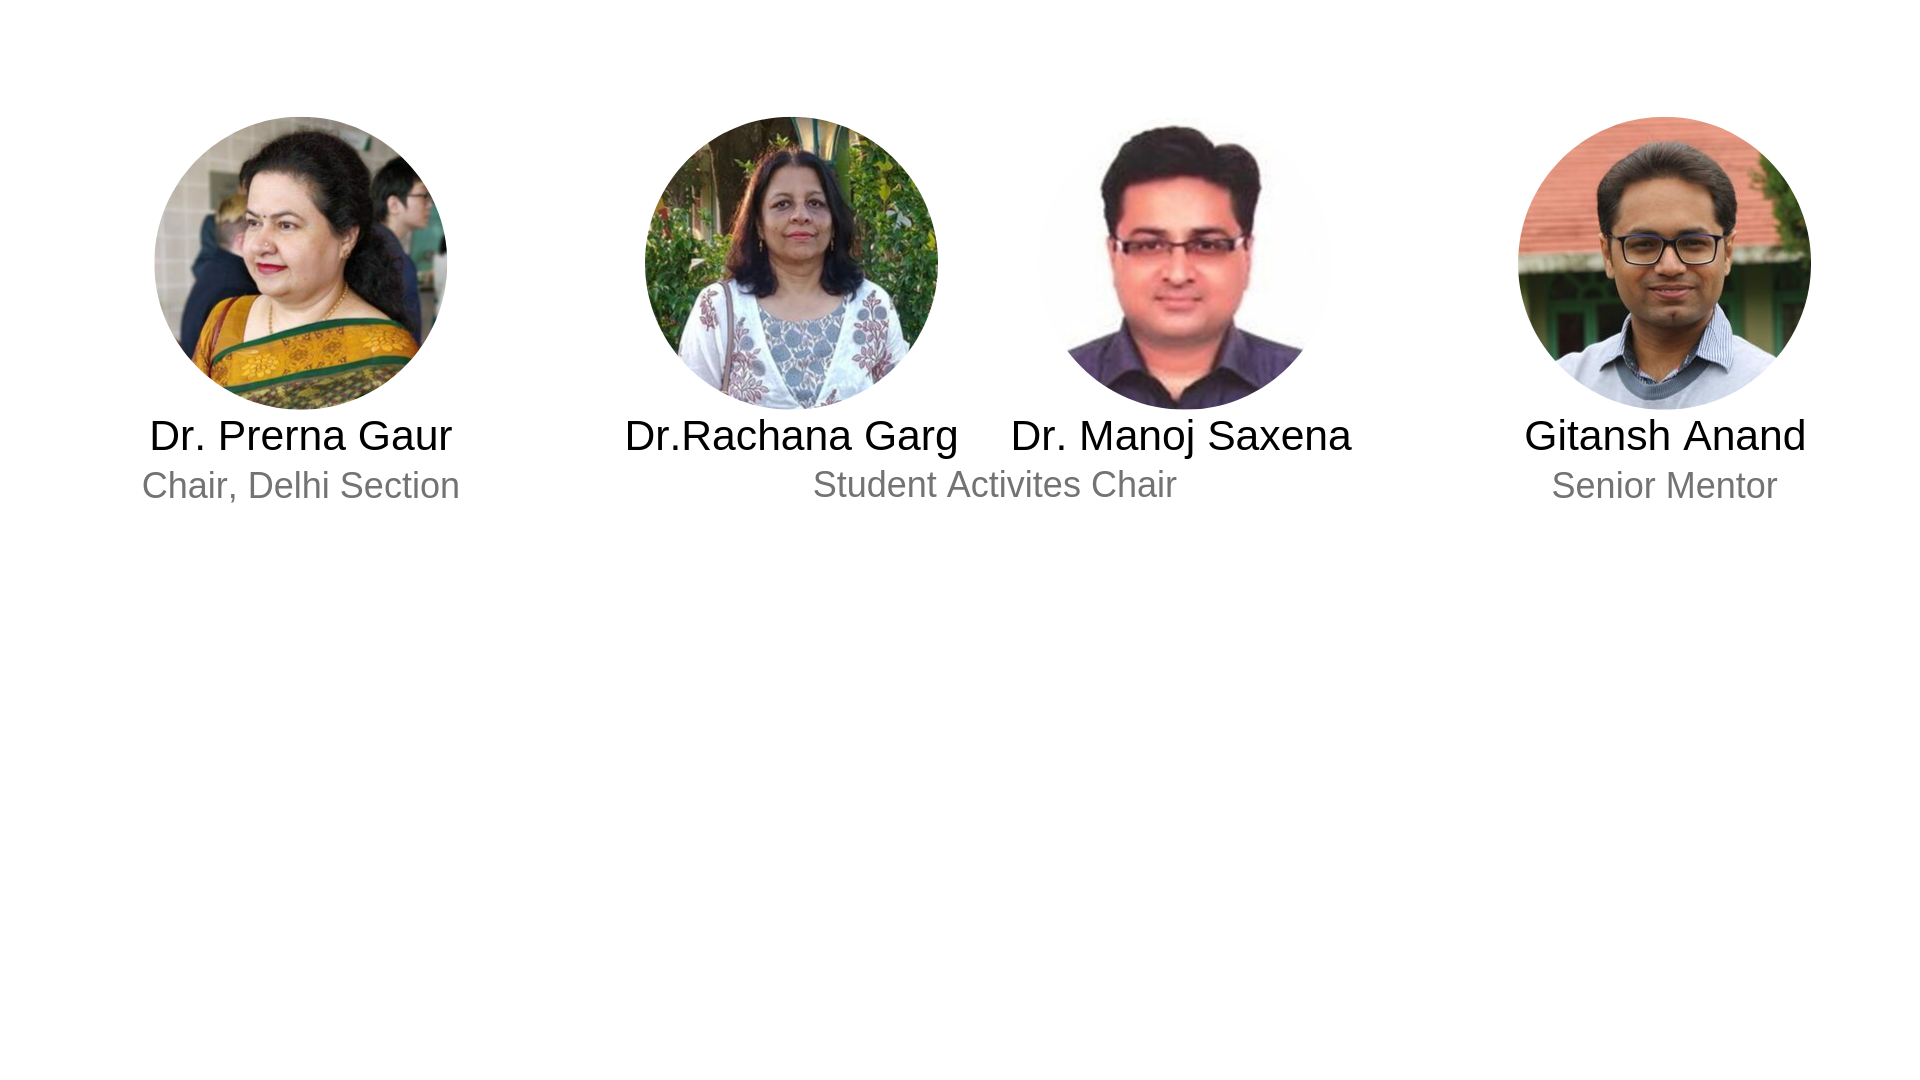 Dr. Prerna Gaur
Chair, Delhi Section
Dr.Rachana Garg
Dr. Manoj Saxena
Student Activites Chair
Gitansh Anand
Senior Mentor